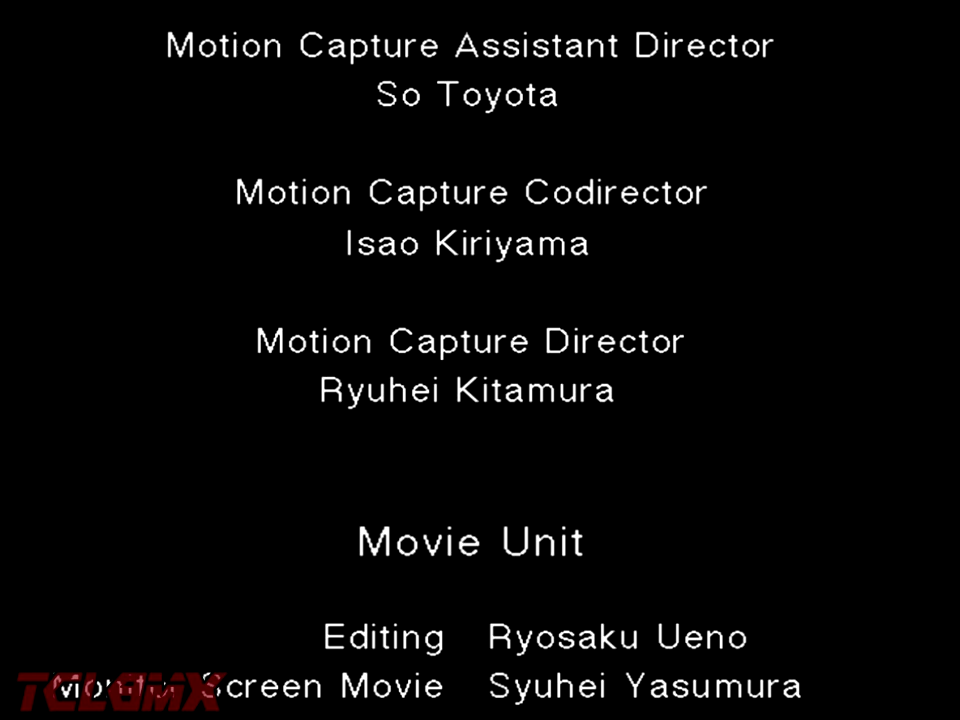 Motion Capture Assistant Director
So Toyota
Motion Capture Codirector
Isao Kiriyama
Motion Capture Director
Ryuhei Kitamura
Movie Unit
Editing Ryosaku Ueno
Monitor Screen Movie Syuhei Yasumura